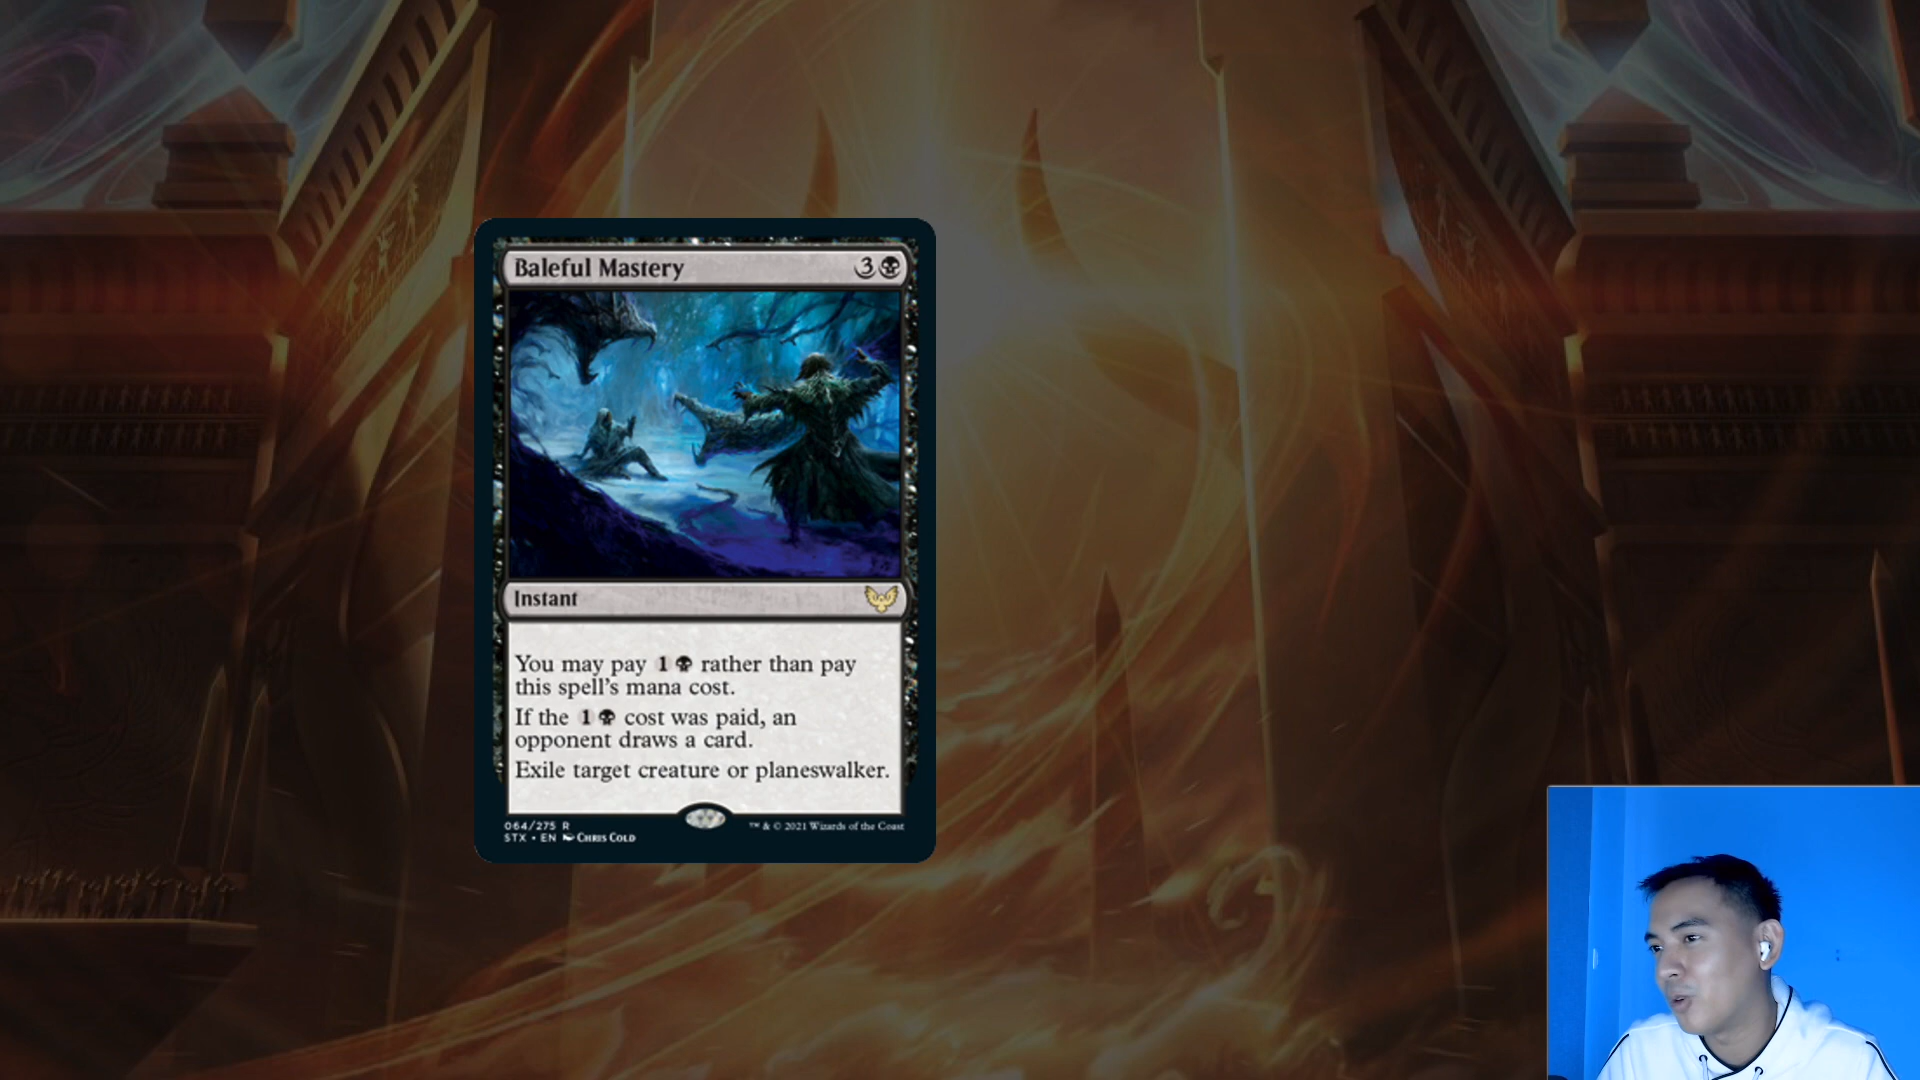 Baleful Mastery 3
Instant
You may pay 1 rather than pay
this spell's mana cost.
If the 1 cost was paid, an
opponent draws a card.
Exile target creature or planeswalker.
064/275 R
STX • EN Chris Cold
™ & © 2021 Wizards of the Coast